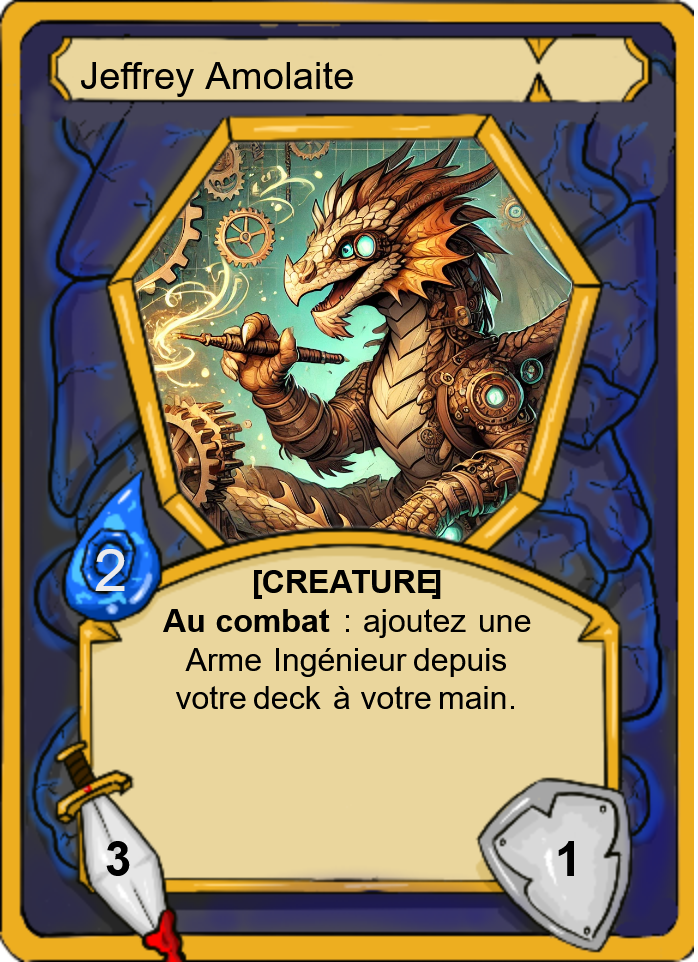 Jeffrey Amolaite
2
[CREATURE]
Au combat : ajoutez une
Arme Ingénieur depuis
votre deck à votre main.
3
1